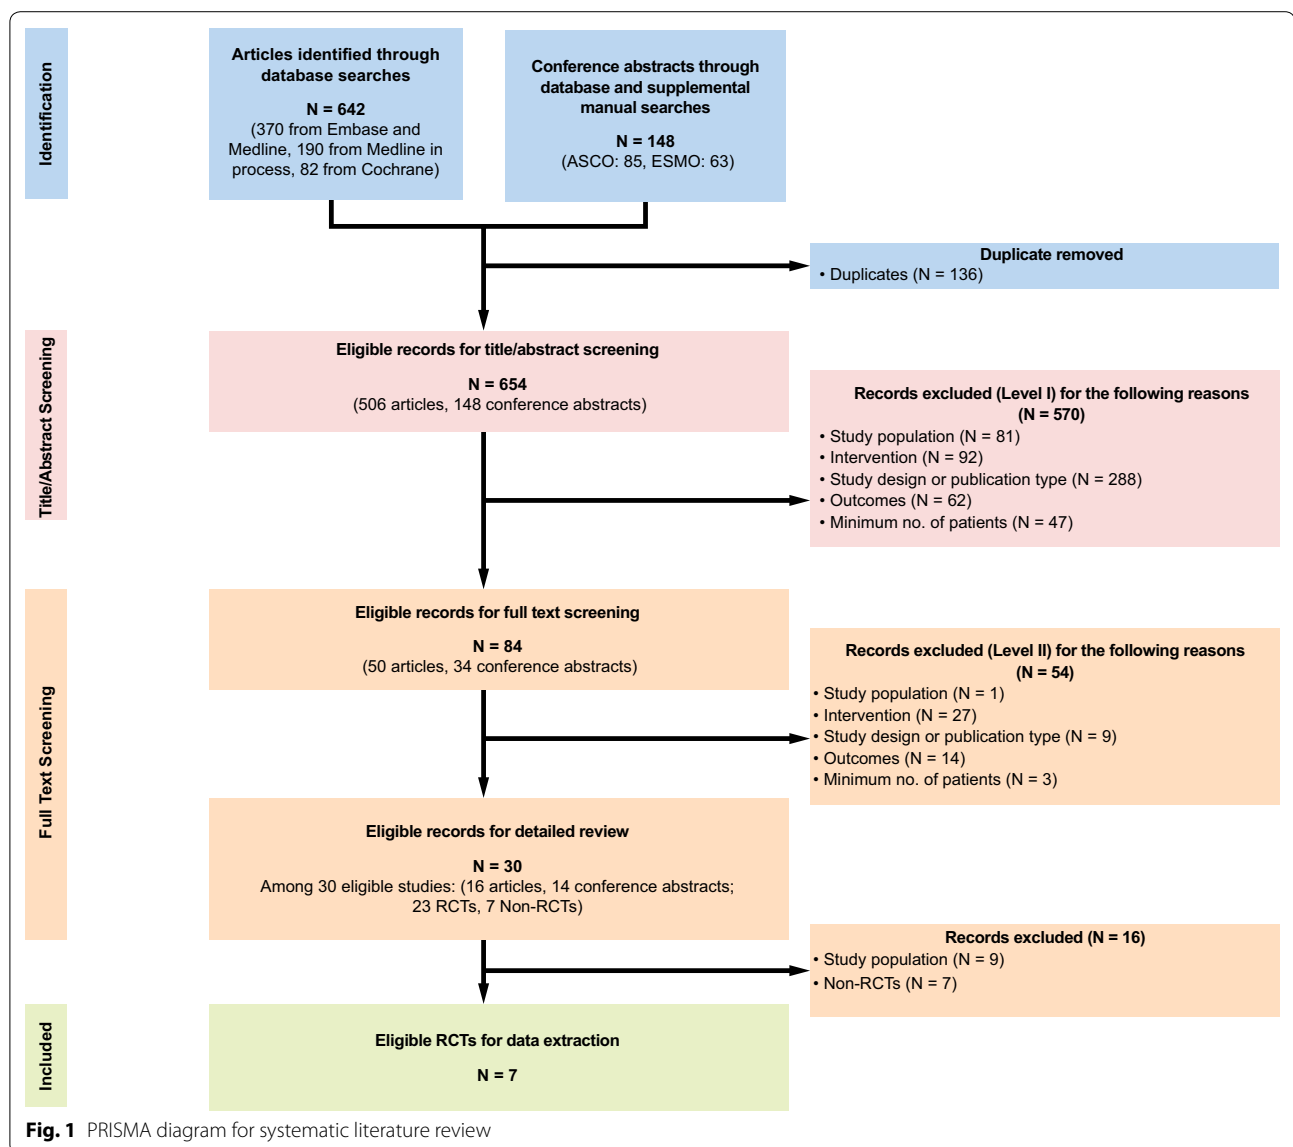 Identification
Articles identified through
database searches
N = 642
(370 from Embase and
Medline, 190 from Medline in
process, 82 from Cochrane)
Conference abstracts through
database and supplemental
manual searches
N = 148
(ASCO: 85, ESMO: 63)
Duplicate removed
• Duplicates (N = 136)
Title/Abstract Screening
Eligible records for title/abstract screening
N = 654
(506 articles, 148 conference abstracts)
Records excluded (Level I) for the following reasons
(N = 570)
• Study population (N = 81)
• Intervention (N = 92)
• Study design or publication type (N = 288)
• Outcomes (N = 62)
• Minimum no. of patients (N = 47)
Full Text Screening
Eligible records for full text screening
N = 84
(50 articles, 34 conference abstracts)
Records excluded (Level II) for the following reasons
(N = 54)
• Study population (N = 1)
• Intervention (N = 27)
• Study design or publication type (N = 9)
• Outcomes (N = 14)
• Minimum no. of patients (N = 3)
Eligible records for detailed review
N = 30
Among 30 eligible studies: (16 articles, 14 conference abstracts;
23 RCTs, 7 Non-RCTs)
Records excluded (N = 16)
• Study population (N = 9)
• Non-RCTs (N = 7)
Included
Eligible RCTs for data extraction
N = 7
Fig. 1 PRISMA diagram for systematic literature review